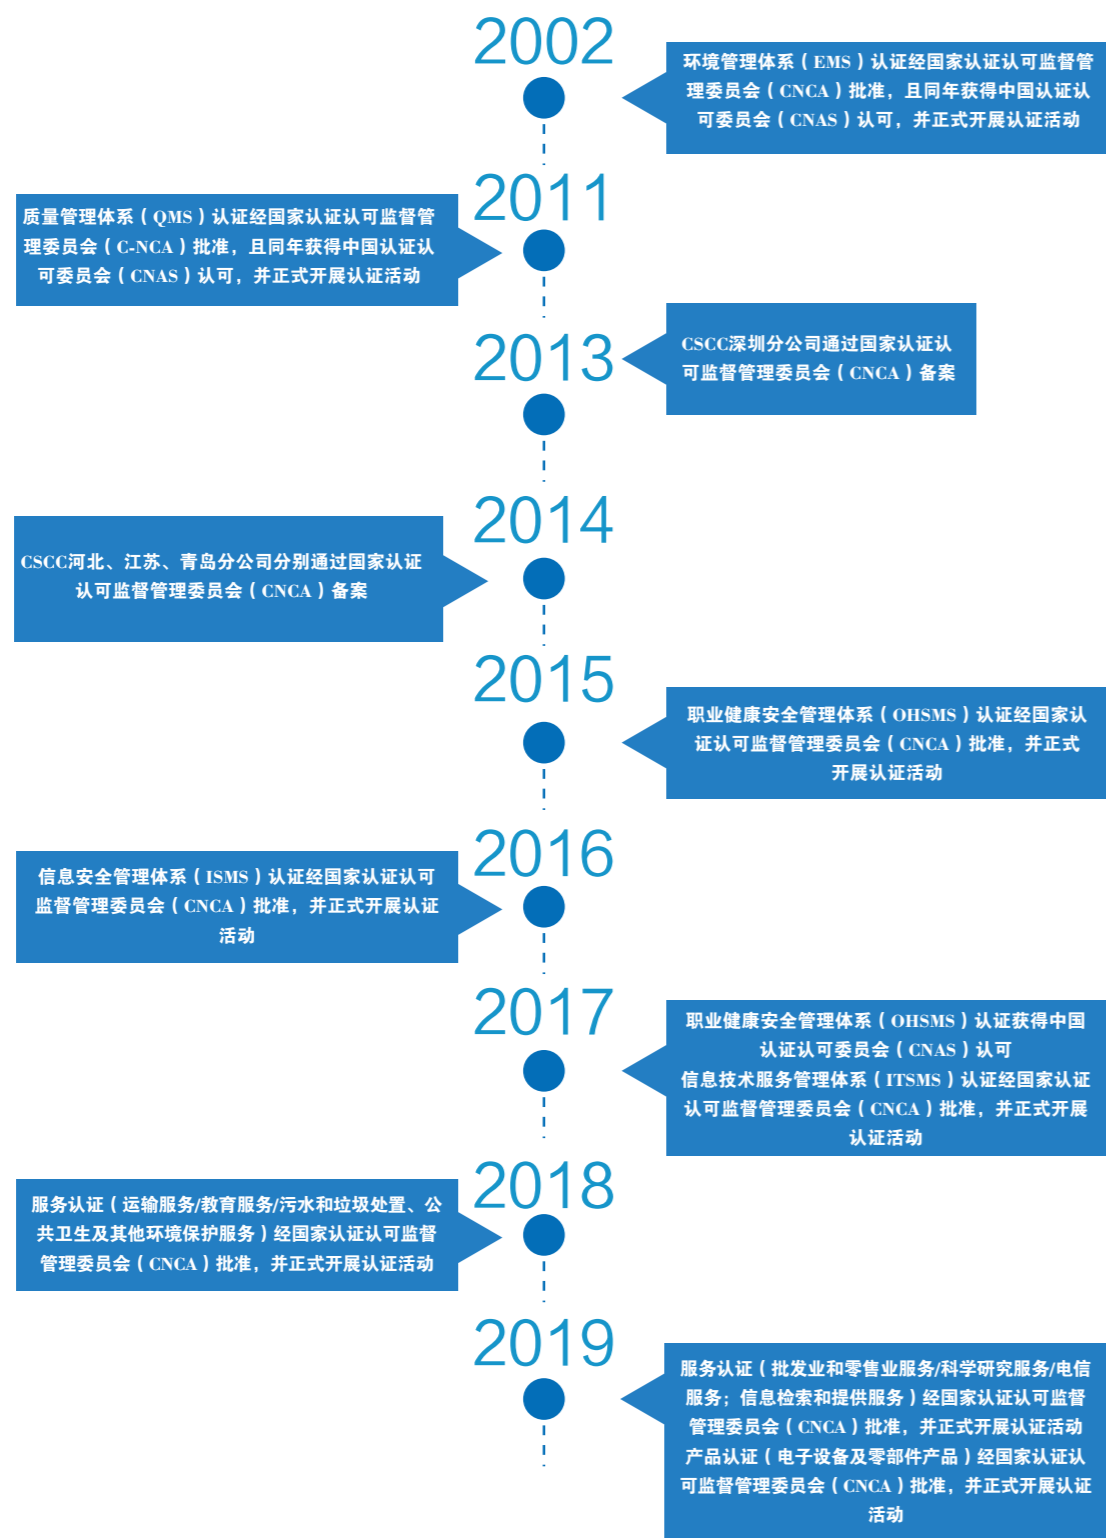 2002
环境管理体系（EMS）认证经国家认证认可监督管
理委员会（CNCA）批准，且同年获得中国认证认
可委员会（CNAS）认可，并正式开展认证活动
2011
质量管理体系（QMS）认证经国家认证认可监督管
理委员会（C-NCA）批准，且同年获得中国认证认
可委员会（CNAS）认可，并正式开展认证活动
2013
CSCC深圳分公司通过国家认证认
可监督管理委员会（CNCA）备案
2014
CSCC河北、江苏、青岛分公司分别通过国家认证
认可监督管理委员会（CNCA）备案
2015
职业健康安全管理体系（OHSMS）认证经国家认
证认可监督管理委员会（CNCA）批准，并正式
开展认证活动
2016
信息安全管理体系（ISMS）认证经国家认证认可
监督管理委员会（CNCA）批准，并正式开展认证
活动
2017
职业健康安全管理体系（OHSMS）认证获得中国
认证认可委员会（CNAS）认可
信息技术服务管理体系（ITSMS）认证经国家认证
认可监督管理委员会（CNCA）批准，并正式开展
认证活动
2018
服务认证（运输服务/教育服务/污水和垃圾处置、公
共卫生及其他环境保护服务）经国家认证认可监督
管理委员会（CNCA）批准，并正式开展认证活动
2019
服务认证（批发业和零售业服务/科学研究服务/电信
服务；信息检索和提供服务）经国家认证认可监督
管理委员会（CNCA）批准，并正式开展认证活动
产品认证（电子设备及零部件产品）经国家认证认
可监督管理委员会（CNCA）批准，并正式开展认证
活动